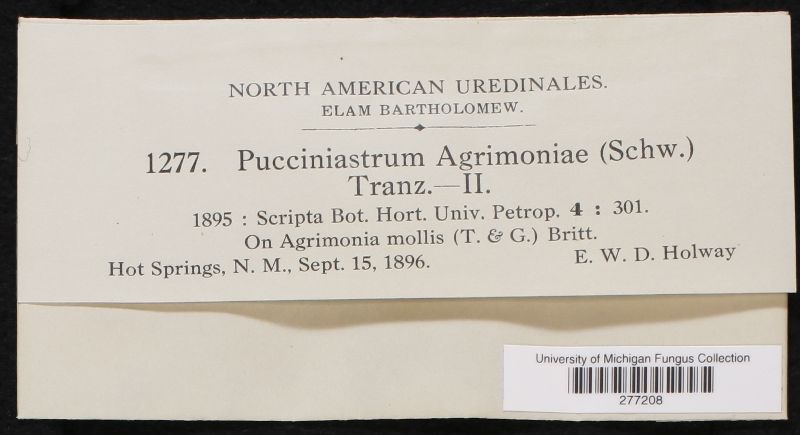 NORTH AMERICAN UREDINALES.
ELAM BARTHOLOMEW.
1277. Pucciniastrum Agrimoniae (Schw.)
Tranz.—II.
1895 : Scripta Bot. Hort. Univ. Petrop. 4 : 301.
On Agrimonia mollis (T. & G.) Britt.
Hot Springs, N. M., Sept. 15, 1896. E. W. D. Holway
University of Michigan Fungus Collection
277208